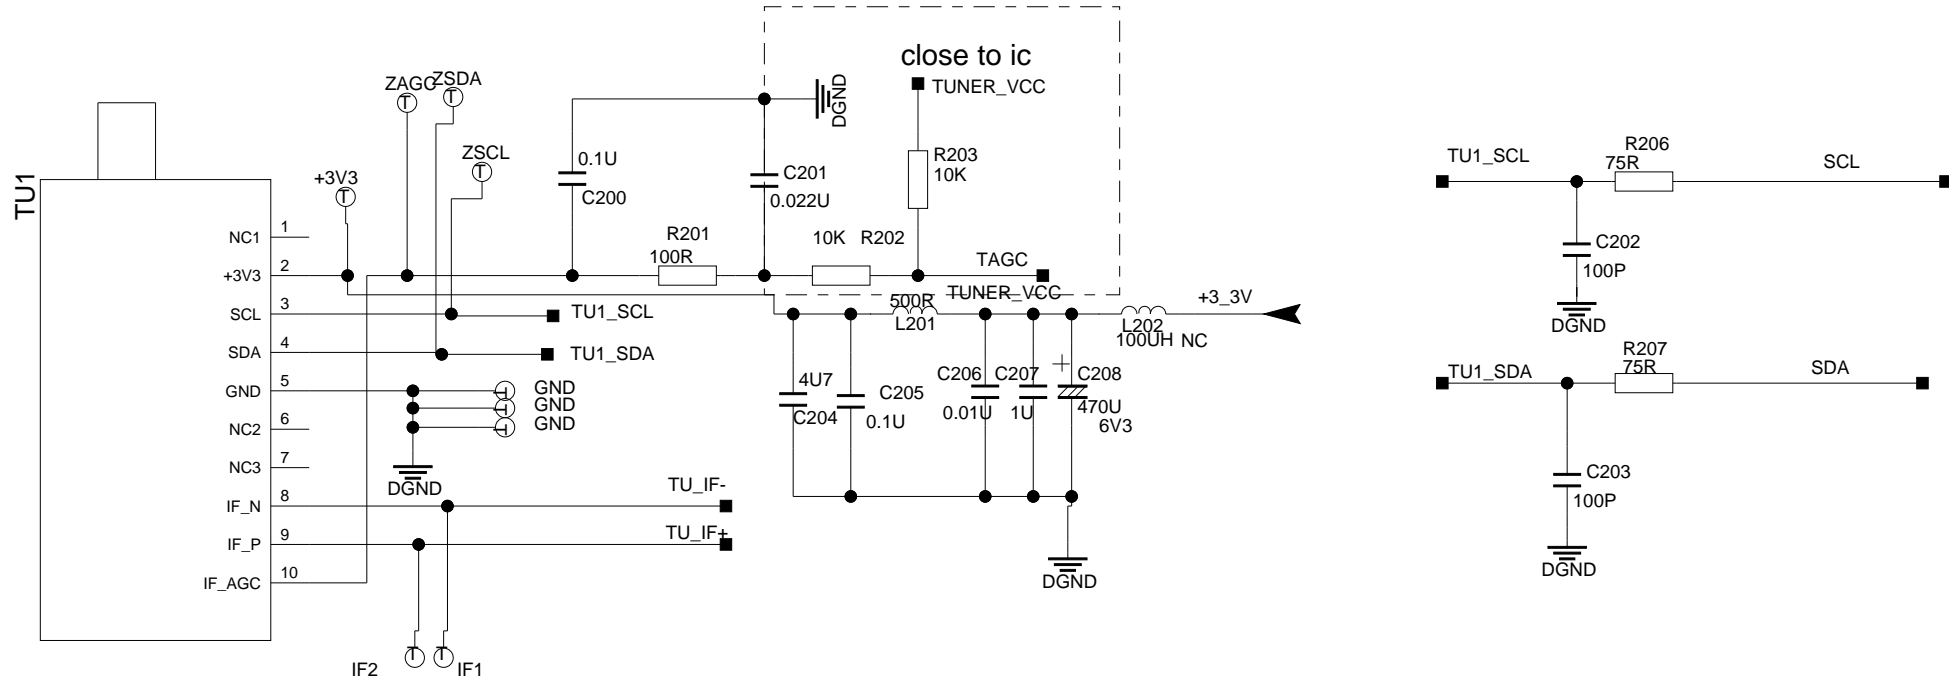 close to ic
ZSDA
ZAGC
TUNER_VCC
DGND
ZSCL
+3V3
0.1U
C200
C201
0.022U
R203
10K
TU1
R201
100R
10K R202
TAGC
NC1 1
+3V3 2
SCL 3
SDA 4
GND 5
NC2 6
NC3 7
IF_N 8
IF_P 9
IF_AGC 10
TU1_SCL
TU1_SDA
GND
GND
GND
DGND
TU_IF-
TU_IF+
IF2
IF1
500R
L201
TUNER_VCC
+3_3V
L202
100UH NC
4U7
C204
C205
0.1U
C206
0.01U
C207
1U
+
C208
470U
6V3
DGND
TU1_SCL
R206
75R
SCL
C202
100P
DGND
TU1_SDA
R207
75R
SDA
C203
100P
DGND
T
T
T
T
T
T
T
T
T